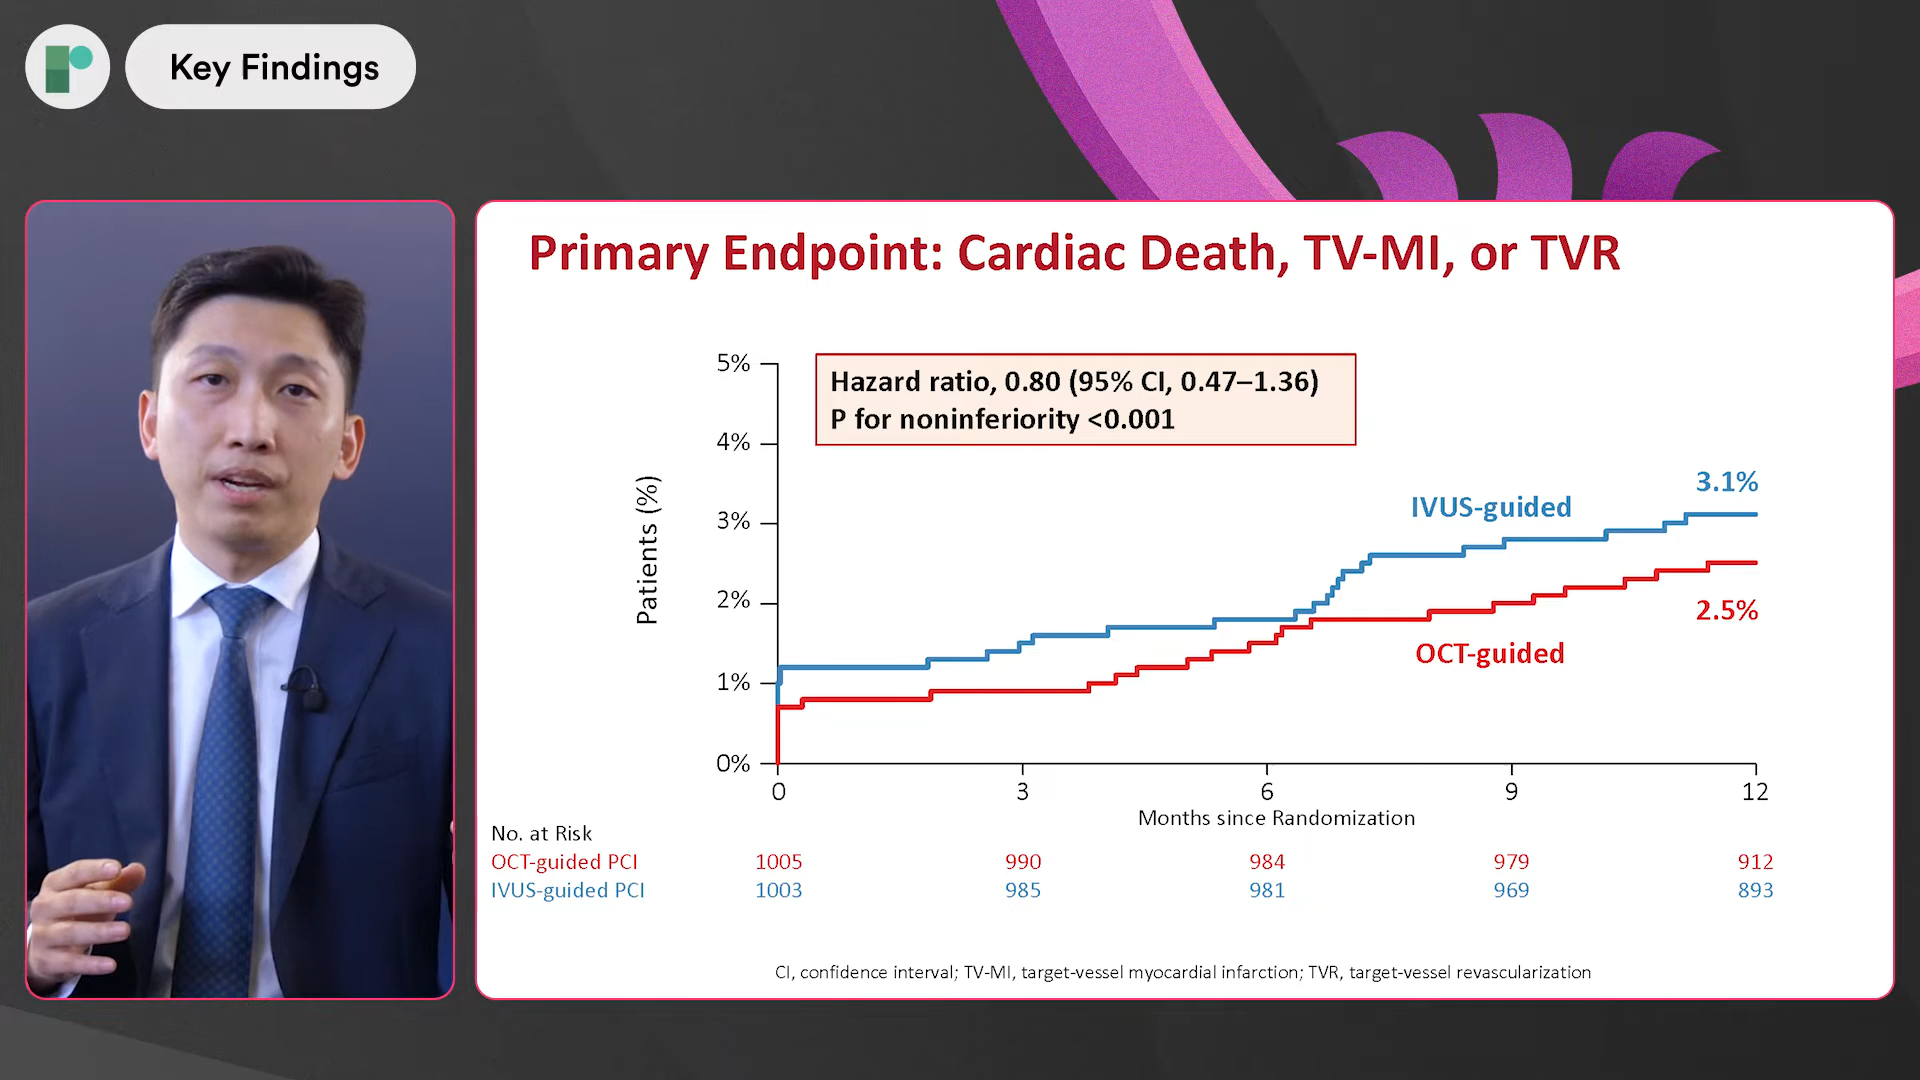 Key Findings
Primary Endpoint: Cardiac Death, TV-MI, or TVR
5%
Hazard ratio, 0.80 (95% CI, 0.47–1.36)
P for noninferiority <0.001
4%
3%
2%
1%
0%
Patients (%)
3.1%
IVUS-guided
2.5%
OCT-guided
0 3 6 9 12
Months since Randomization
No. at Risk
OCT-guided PCI 1005 990 984 979 912
IVUS-guided PCI 1003 985 981 969 893
CI, confidence interval; TV-MI, target-vessel myocardial infarction; TVR, target-vessel revascularization